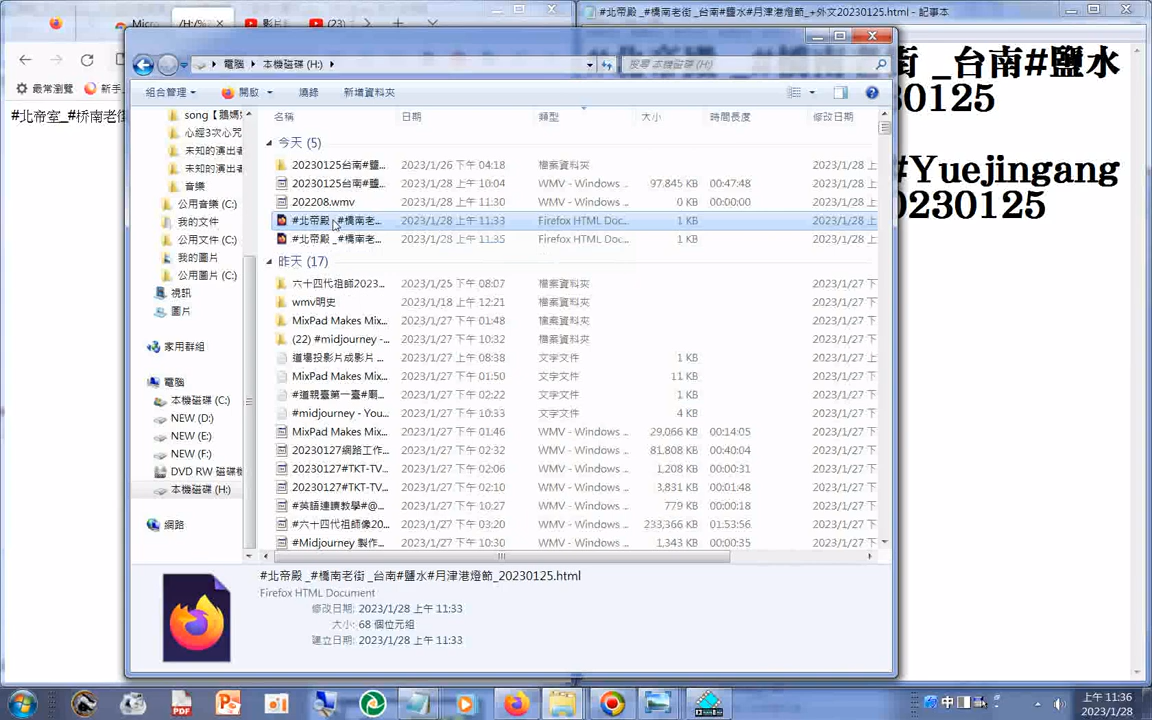 Micros
/H:/%
影片
(23)
#北帝殿 _#橋南老街 _台南#鹽水#月津港燈節_+外文20230125.html - 記事本
電腦 ▸ 本機磁碟 (H:) ▸
搜尋 本機磁碟 (H:)
最常瀏覽 新手
組合管理 開啟 燒錄 新增資料夾
#北帝室_#桥南老街
街 _台南#鹽水
30125
#Yuejingang
0230125
名稱 日期 類型 大小 時間長度 修改日期
song【鵝媽
心經3次心咒
未知的演出者
未知的演出者
音樂
公用音樂 (C:)
我的文件
公用文件 (C:)
我的圖片
公用圖片 (C:)
視訊
圖片
家用群組
電腦
本機磁碟 (C:)
NEW (D:)
NEW (E:)
NEW (F:)
DVD RW 磁碟機
本機磁碟 (H:)
網路
今天 (5)
20230125台南#鹽... 2023/1/26 下午 04:18 檔案資料夾 2023/1/28 上
20230125台南#鹽... 2023/1/28 上午 10:04 WMV - Windows ... 97,845 KB 00:47:48 2023/1/28 上
202208.wmv 2023/1/28 上午 11:30 WMV - Windows ... 0 KB 00:00:00 2023/1/28 上
#北帝殿 _#橋南老... 2023/1/28 上午 11:33 Firefox HTML Doc... 1 KB 2023/1/28 上
#北帝殿 _#橋南老... 2023/1/28 上午 11:35 Firefox HTML Doc... 1 KB 2023/1/28 上
昨天 (17)
六十四代祖師2023... 2023/1/25 下午 08:07 檔案資料夾 2023/1/27 下
wmv明史 2023/1/18 上午 12:21 檔案資料夾 2023/1/27 下
MixPad Makes Mix... 2023/1/27 下午 01:48 檔案資料夾 2023/1/27 下
(22) #midjourney -... 2023/1/27 下午 10:32 檔案資料夾 2023/1/27 下
道場投影片成影片 ... 2023/1/27 上午 08:38 文字文件 1 KB 2023/1/27 上
MixPad Makes Mix... 2023/1/27 下午 01:50 文字文件 11 KB 2023/1/27 下
#道親臺第一臺#廟... 2023/1/27 下午 02:22 文字文件 1 KB 2023/1/27 下
#midjourney - You... 2023/1/27 下午 10:33 文字文件 4 KB 2023/1/27 下
MixPad Makes Mix... 2023/1/27 下午 01:46 WMV - Windows ... 29,066 KB 00:14:05 2023/1/27 下
20230127網路工作... 2023/1/27 下午 02:32 WMV - Windows ... 81,808 KB 00:40:04 2023/1/27 下
20230127#TKT-TV... 2023/1/27 下午 02:06 WMV - Windows ... 1,208 KB 00:00:31 2023/1/27 下
20230127#TKT-TV... 2023/1/27 下午 02:10 WMV - Windows ... 3,831 KB 00:01:48 2023/1/27 下
#英語連讀教學#@... 2023/1/27 下午 10:27 WMV - Windows ... 779 KB 00:00:18 2023/1/27 下
#六十四代祖師像20... 2023/1/27 下午 03:20 WMV - Windows ... 233,366 KB 01:53:56 2023/1/27 下
#Midjourney 製作... 2023/1/27 下午 10:30 WMV - Windows ... 1,343 KB 00:00:35 2023/1/27 下
#北帝殿 _#橋南老街 _台南#鹽水#月津港燈節_20230125.html
Firefox HTML Document
修改日期: 2023/1/28 上午 11:33
大小: 68 個位元組
建立日期: 2023/1/28 上午 11:33
中
上午 11:36
2023/1/28